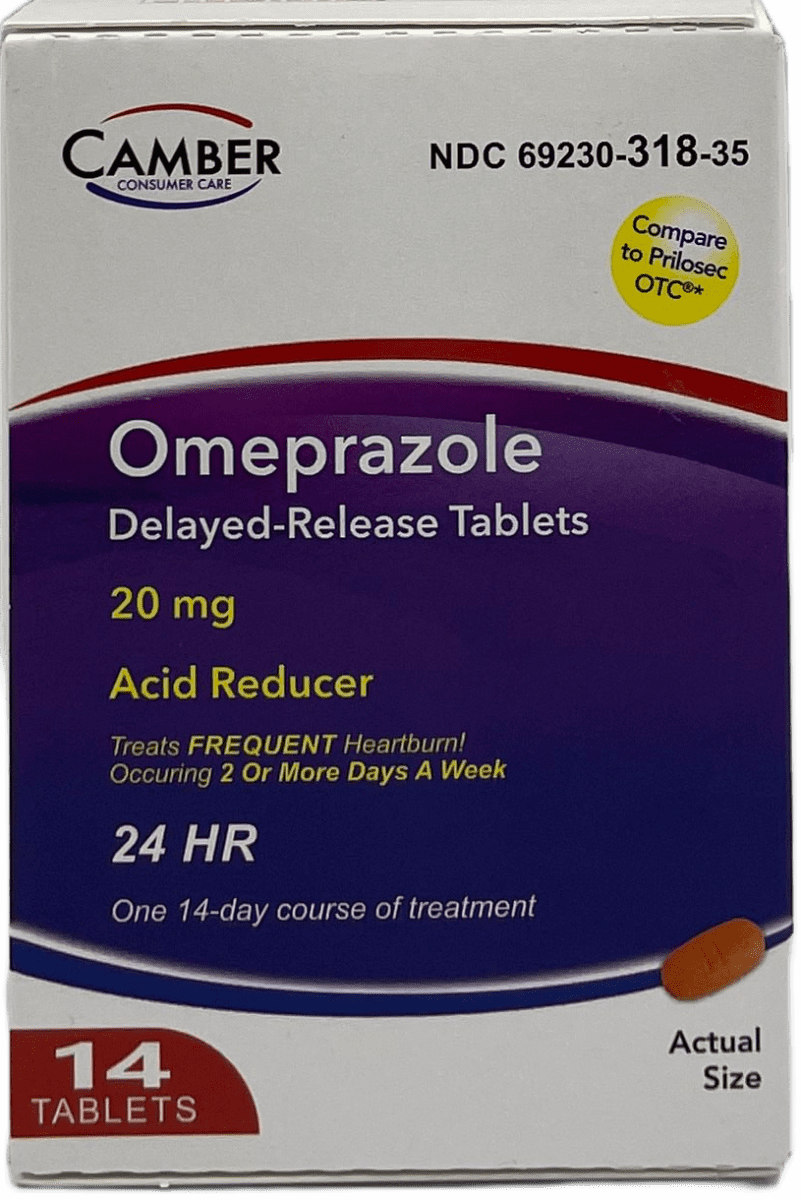 CAMBER
CONSUMER CARE
NDC 69230-318-35
Compare
to Prilosec
OTC®*
Omeprazole
Delayed-Release Tablets
20 mg
Acid Reducer
Treats FREQUENT Heartburn!
Occuring 2 Or More Days A Week
24 HR
One 14-day course of treatment
Actual
Size
14
TABLETS